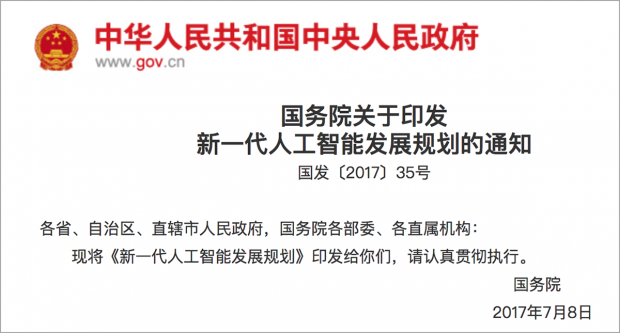 中华人民共和国中央人民政府
www.gov.cn
国务院关于印发
新一代人工智能发展规划的通知
国发〔2017〕35号
各省、自治区、直辖市人民政府，国务院各部委、各直属机构：
现将《新一代人工智能发展规划》印发给你们，请认真贯彻执行。
国务院
2017年7月8日